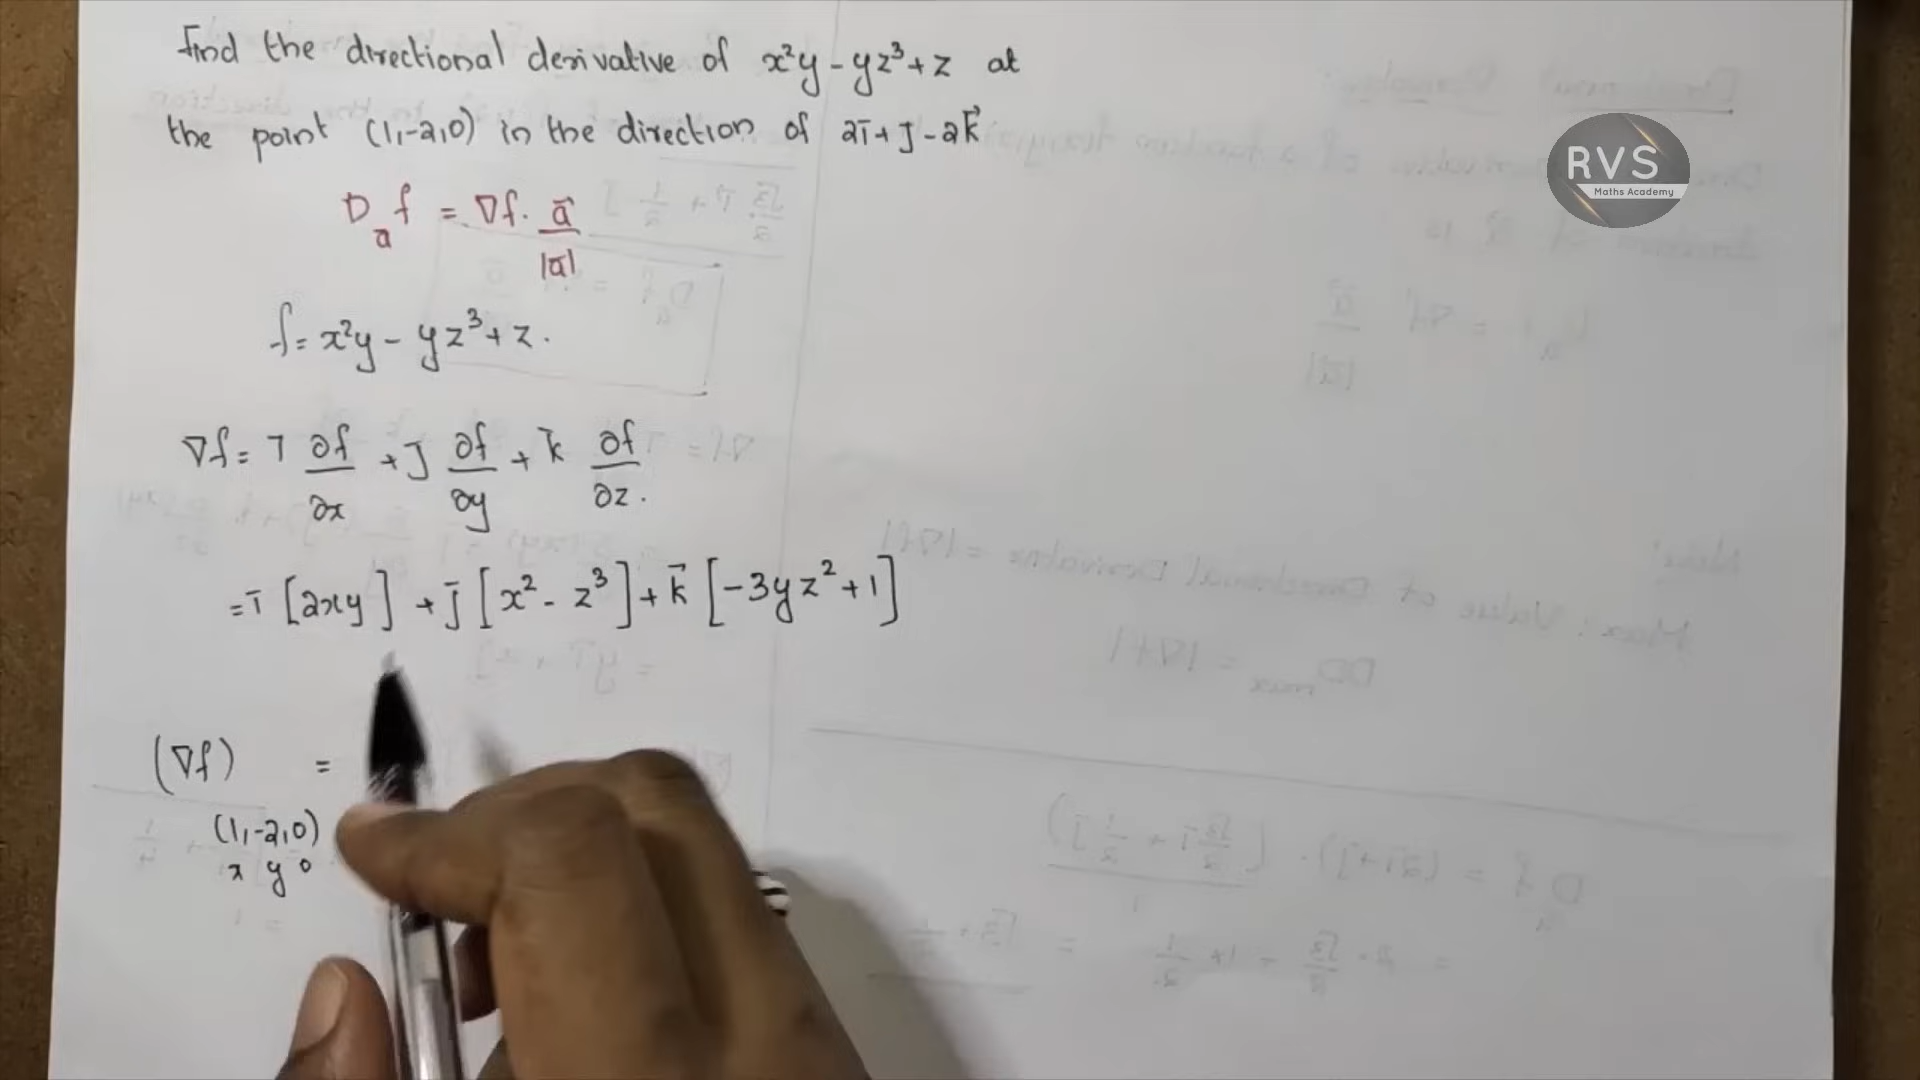 Find the directional derivative of x²y - yz³ + z at
the point (1,-2,0) in the direction of 2i̅ + j̅ - 2k̅
D_a̅ f = ∇f · a̅/|a̅|
f = x²y - yz³ + z.
∇f = i̅ ∂f/∂x + j̅ ∂f/∂y + k̅ ∂f/∂z.
= i̅ [2xy] + j̅ [x² - z³] + k̅ [-3yz² + 1]
(∇f) =
(1,-2,0)
x y 0
RVS
Maths Academy